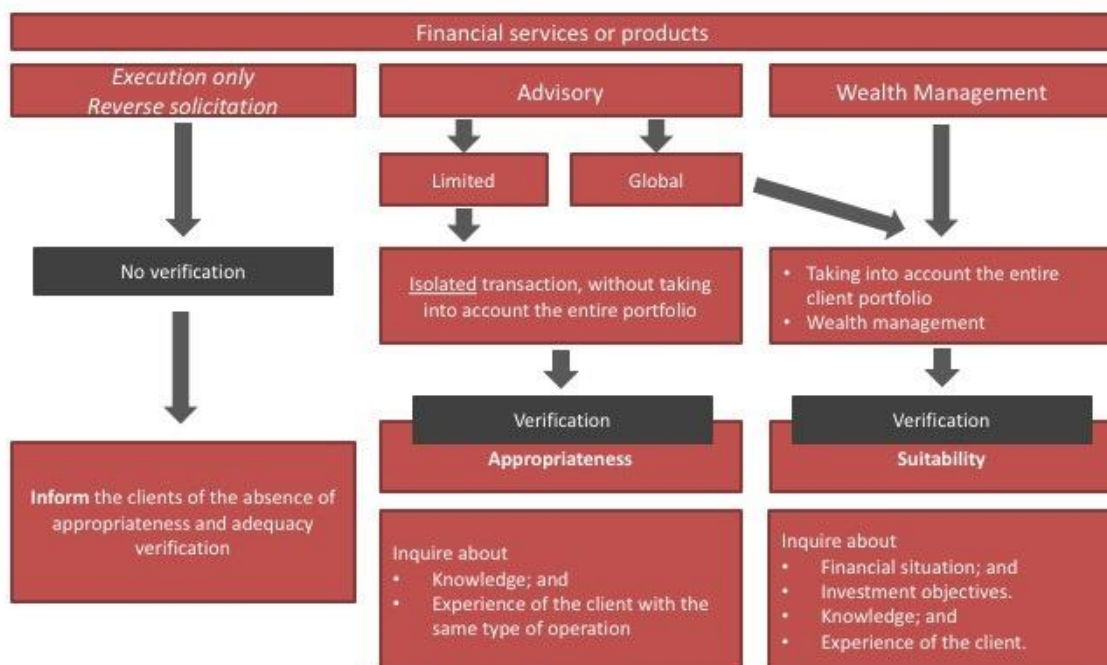 Financial services or products
Execution only
Reverse solicitation
Advisory
Wealth Management
Limited
Global
No verification
Isolated transaction, without taking
into account the entire portfolio
• Taking into account the entire
client portfolio
• Wealth management
Verification
Appropriateness
Verification
Suitability
Inform the clients of the absence of
appropriateness and adequacy
verification
Inquire about
• Knowledge; and
• Experience of the client with the
same type of operation
Inquire about
• Financial situation; and
• Investment objectives.
• Knowledge; and
• Experience of the client.